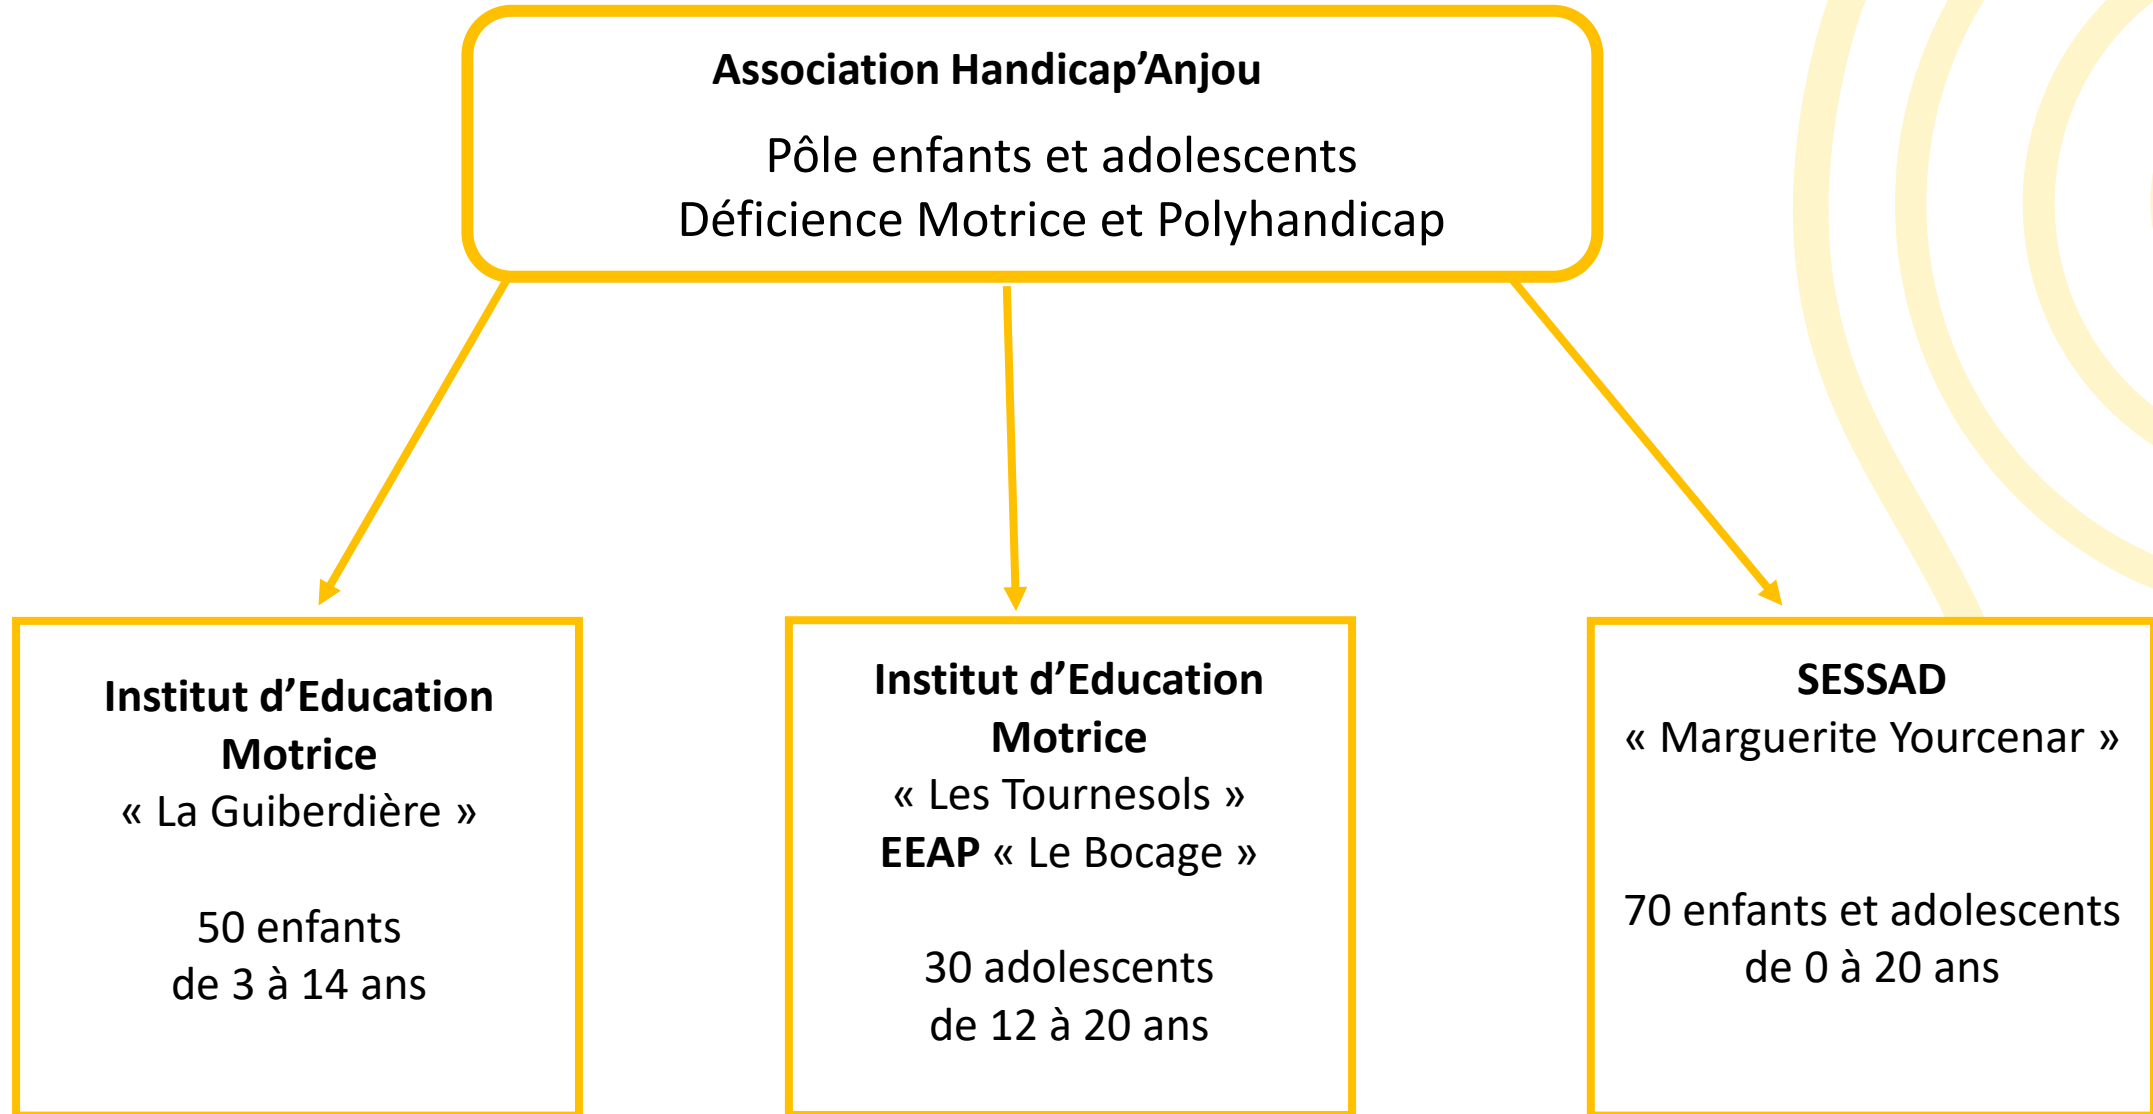 Association Handicap’Anjou
Pôle enfants et adolescents
Déficience Motrice et Polyhandicap
Institut d’Education
Motrice
« La Guiberdière »
50 enfants
de 3 à 14 ans
Institut d’Education
Motrice
« Les Tournesols »
EEAP « Le Bocage »
30 adolescents
de 12 à 20 ans
SESSAD
« Marguerite Yourcenar »
70 enfants et adolescents
de 0 à 20 ans